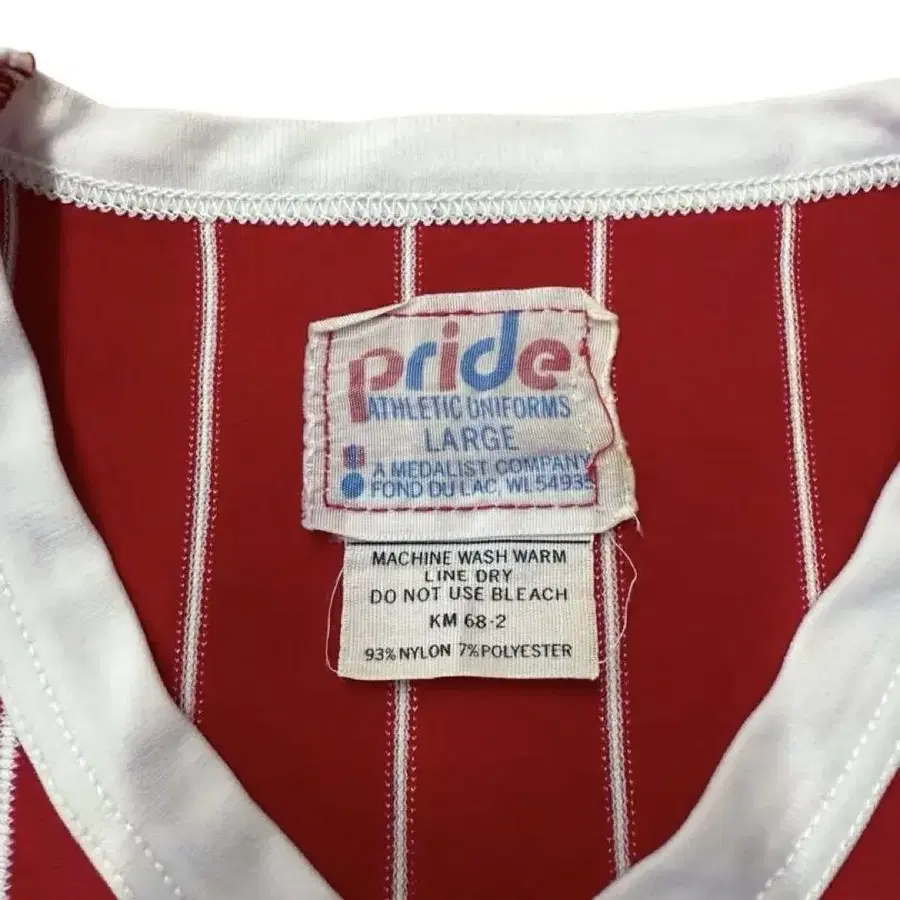 pride
ATHLETIC UNIFORMS
LARGE
A MEDALIST COMPANY
FOND DU LAC, WI. 54935
MACHINE WASH WARM
LINE DRY
DO NOT USE BLEACH
KM 68-2
93% NYLON 7% POLYESTER